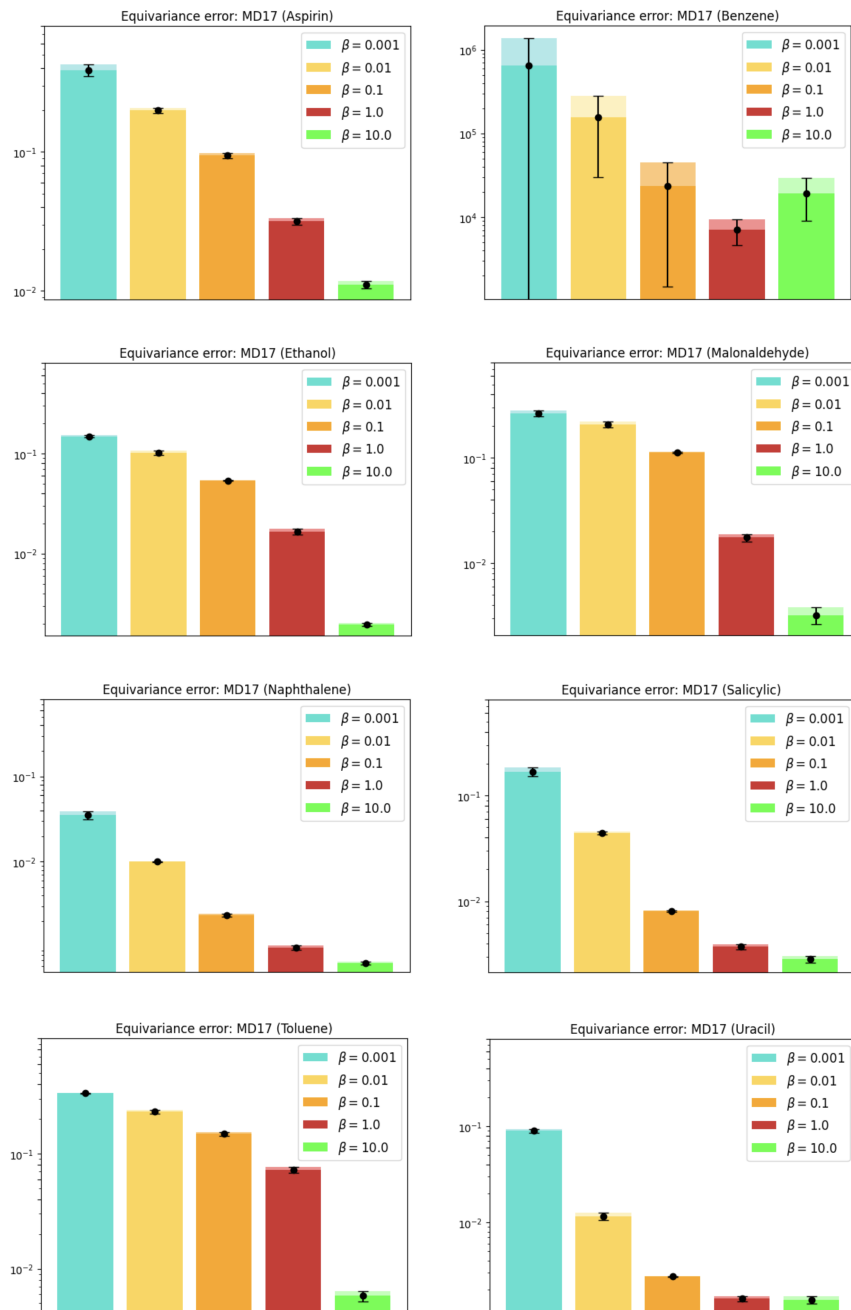 Equivariance error: MD17 (Aspirin)
β = 0.001
β = 0.01
β = 0.1
β = 1.0
β = 10.0
10⁻¹
10⁻²
Equivariance error: MD17 (Benzene)
β = 0.001
β = 0.01
β = 0.1
β = 1.0
β = 10.0
10⁶
10⁵
10⁴
Equivariance error: MD17 (Ethanol)
β = 0.001
β = 0.01
β = 0.1
β = 1.0
β = 10.0
10⁻¹
10⁻²
Equivariance error: MD17 (Malonaldehyde)
β = 0.001
β = 0.01
β = 0.1
β = 1.0
β = 10.0
10⁻¹
10⁻²
Equivariance error: MD17 (Naphthalene)
β = 0.001
β = 0.01
β = 0.1
β = 1.0
β = 10.0
10⁻¹
10⁻²
Equivariance error: MD17 (Salicylic)
β = 0.001
β = 0.01
β = 0.1
β = 1.0
β = 10.0
10⁻¹
10⁻²
Equivariance error: MD17 (Toluene)
β = 0.001
β = 0.01
β = 0.1
β = 1.0
β = 10.0
10⁻¹
10⁻²
Equivariance error: MD17 (Uracil)
β = 0.001
β = 0.01
β = 0.1
β = 1.0
β = 10.0
10⁻¹
10⁻²